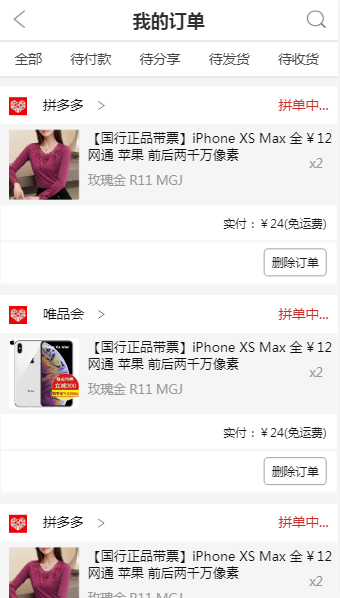 我的订单
全部 待付款 待分享 待发货 待收货
拼多多 > 拼单中...
【国行正品带票】iPhone XS Max 全￥12
网通 苹果 前后两千万像素
x2
玫瑰金 R11 MGJ
实付：￥24(免运费)
删除订单
唯品会 > 拼单中...
【国行正品带票】iPhone XS Max 全￥12
网通 苹果 前后两千万像素
x2
玫瑰金 R11 MGJ
立减300
实付：￥24(免运费)
删除订单
拼多多 > 拼单中...
【国行正品带票】iPhone XS Max 全￥12
网通 苹果 前后两千万像素
x2
玫瑰金 R11 MGJ